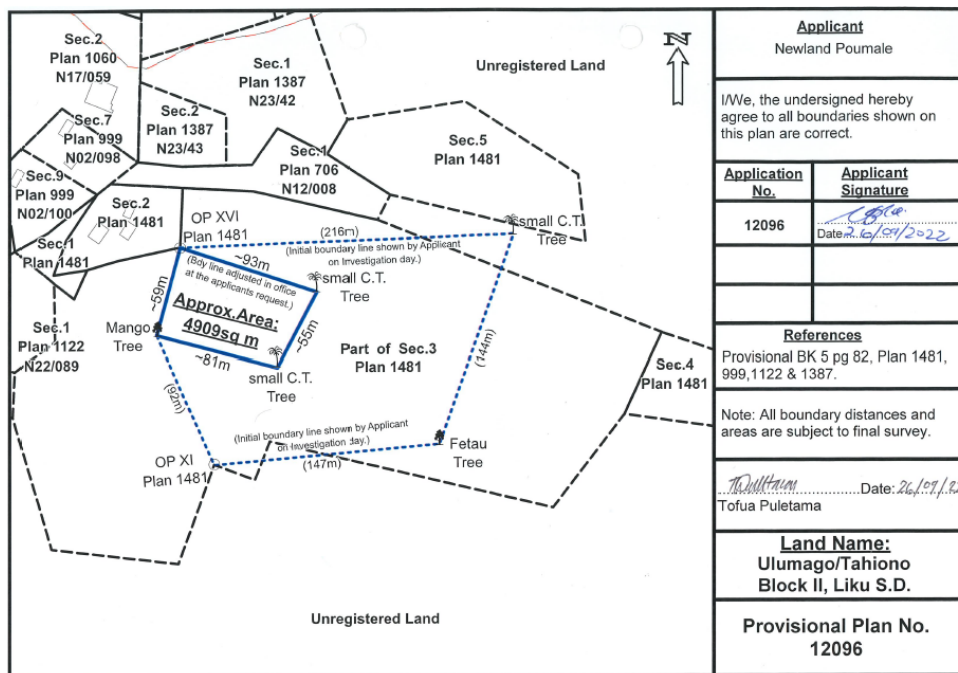 Sec.2
Plan 1060
N17/059
Sec.1
Plan 1387
N23/42
Unregistered Land
N
Sec.2
Plan 1387
N23/43
Sec.7
Plan 999
N02/098
Sec.5
Plan 1481
Sec.1
Plan 706
N12/008
Sec.9
Plan 999
N02/100
Sec.2
Plan 1481
OP XVI
Plan 1481
small C.T.
Tree
(216m)
(Initial boundary line shown by Applicant
on Investigation day.)
Sec.1
Plan 1481
~93m
(Bdy line adjusted in office
at the applicants request.)
small C.T.
Tree
~59m
Approx.Area:
4909sq m
~55m
Mango
Tree
~81m
small C.T.
Tree
Part of Sec.3
Plan 1481
(144m)
Sec.1
Plan 1122
N22/089
Sec.4
Plan 1481
(92m)
(Initial boundary line shown by Applicant
on Investigation day.)
(147m)
Fetau
Tree
OP XI
Plan 1481
Unregistered Land
Applicant
Newland Poumale
I/We, the undersigned hereby
agree to all boundaries shown on
this plan are correct.
Application
No.
Applicant
Signature
12096
Date 26/09/2022
References
Provisional BK 5 pg 82, Plan 1481,
999,1122 & 1387.
Note: All boundary distances and
areas are subject to final survey.
Date: 26/09/22
Tofua Puletama
Land Name:
Ulumago/Tahiono
Block II, Liku S.D.
Provisional Plan No.
12096